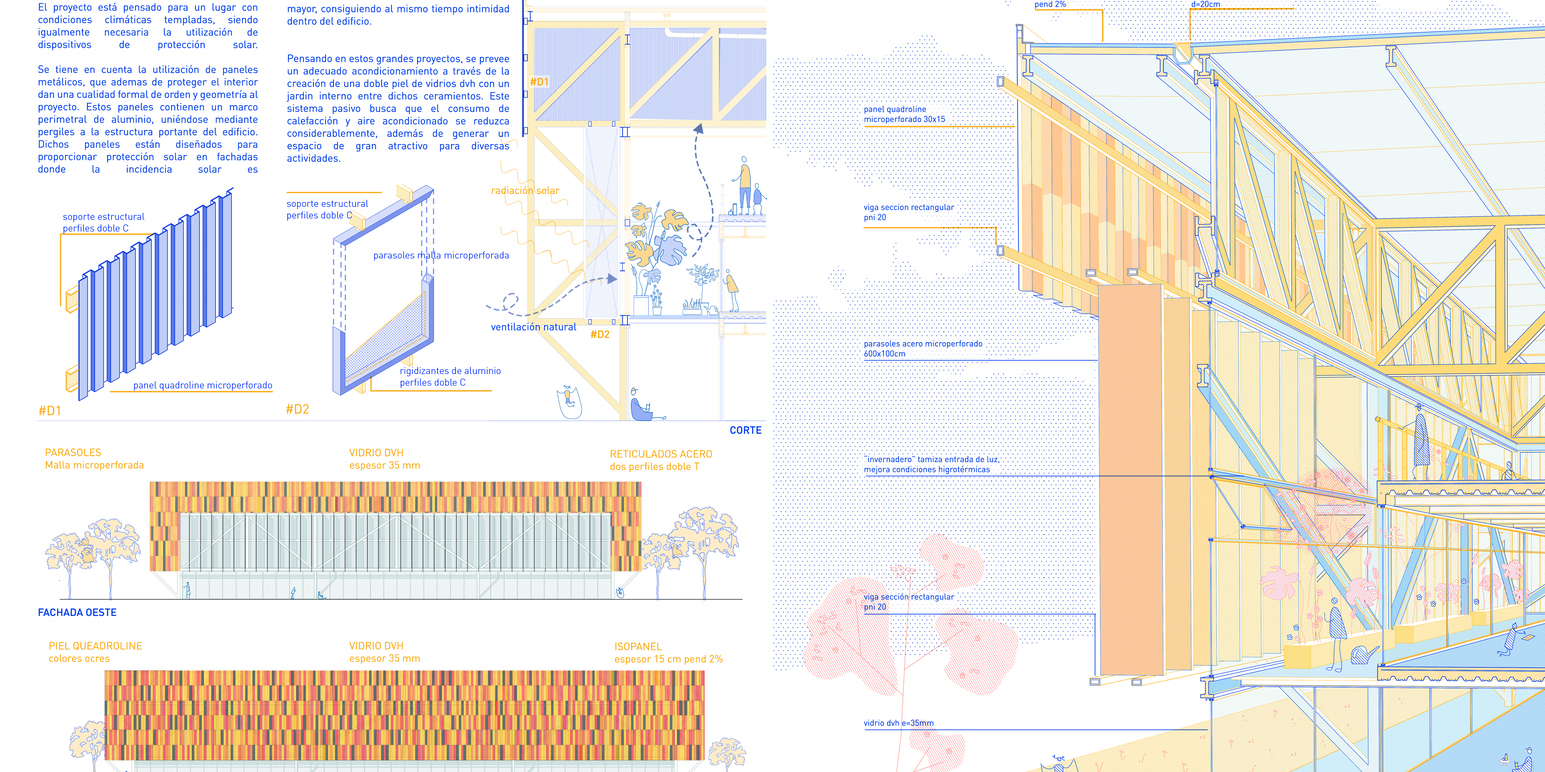 El proyecto está pensado para un lugar con
condiciones climáticas templadas, siendo
igualmente necesaria la utilización de
dispositivos de protección solar.
Se tiene en cuenta la utilización de paneles
metálicos, que ademas de proteger el interior
dan una cualidad formal de orden y geometría al
proyecto. Estos paneles contienen un marco
perimetral de aluminio, uniéndose mediante
pergiles a la estructura portante del edificio.
Dichos paneles están diseñados para
proporcionar protección solar en fachadas
donde la incidencia solar es
mayor, consiguiendo al mismo tiempo intimidad
dentro del edificio.
Pensando en estos grandes proyectos, se prevee
un adecuado acondicionamiento a través de la
creación de una doble piel de vidrios dvh con un
jardin interno entre dichos ceramientos. Este
sistema pasivo busca que el consumo de
calefacción y aire acondicionado se reduzca
considerablemente, además de generar un
espacio de gran atractivo para diversas
actividades.
soporte estructural
perfiles doble C
panel quadroline microperforado
#D1
soporte estructural
perfiles doble C
parasoles malla microperforada
rigidizantes de aluminio
perfiles doble C
#D2
#D1
radiación solar
ventilación natural
#D2
CORTE
PARASOLES
Malla microperforada
VIDRIO DVH
espesor 35 mm
RETICULADOS ACERO
dos perfiles doble T
FACHADA OESTE
PIEL QUEADROLINE
colores ocres
VIDRIO DVH
espesor 35 mm
ISOPANEL
espesor 15 cm pend 2%
pend 2%
d=20cm
panel quadroline
microperforado 30x15
viga seccion rectangular
pni 20
parasoles acero microperforado
600x100cm
"invernadero" tamiza entrada de luz,
mejora condiciones higrotérmicas
viga sección rectangular
pni 20
vidrio dvh e=35mm